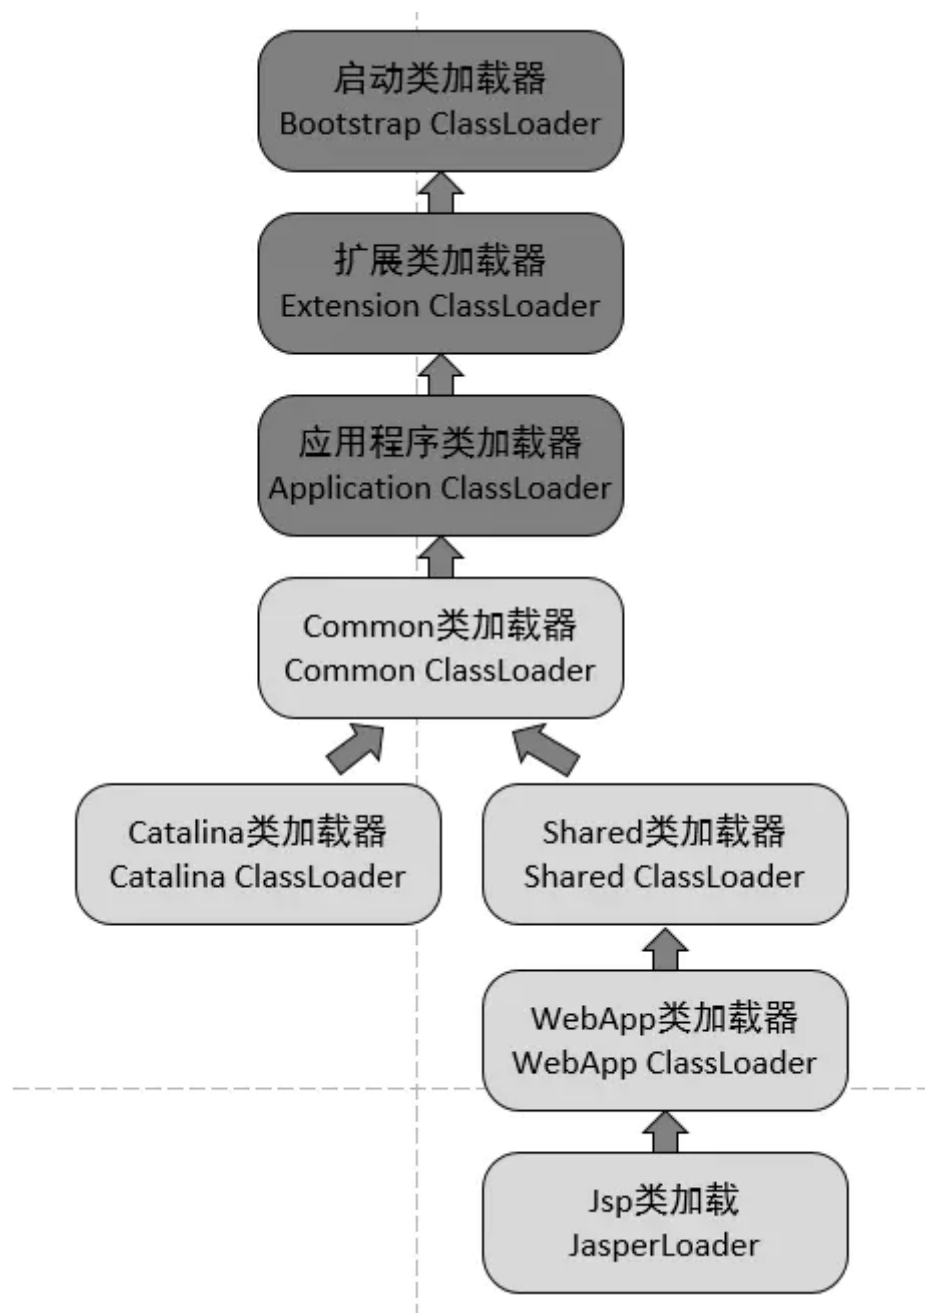 启动类加载器
Bootstrap ClassLoader
扩展类加载器
Extension ClassLoader
应用程序类加载器
Application ClassLoader
Common类加载器
Common ClassLoader
Catalina类加载器
Catalina ClassLoader
Shared类加载器
Shared ClassLoader
WebApp类加载器
WebApp ClassLoader
Jsp类加载
JasperLoader